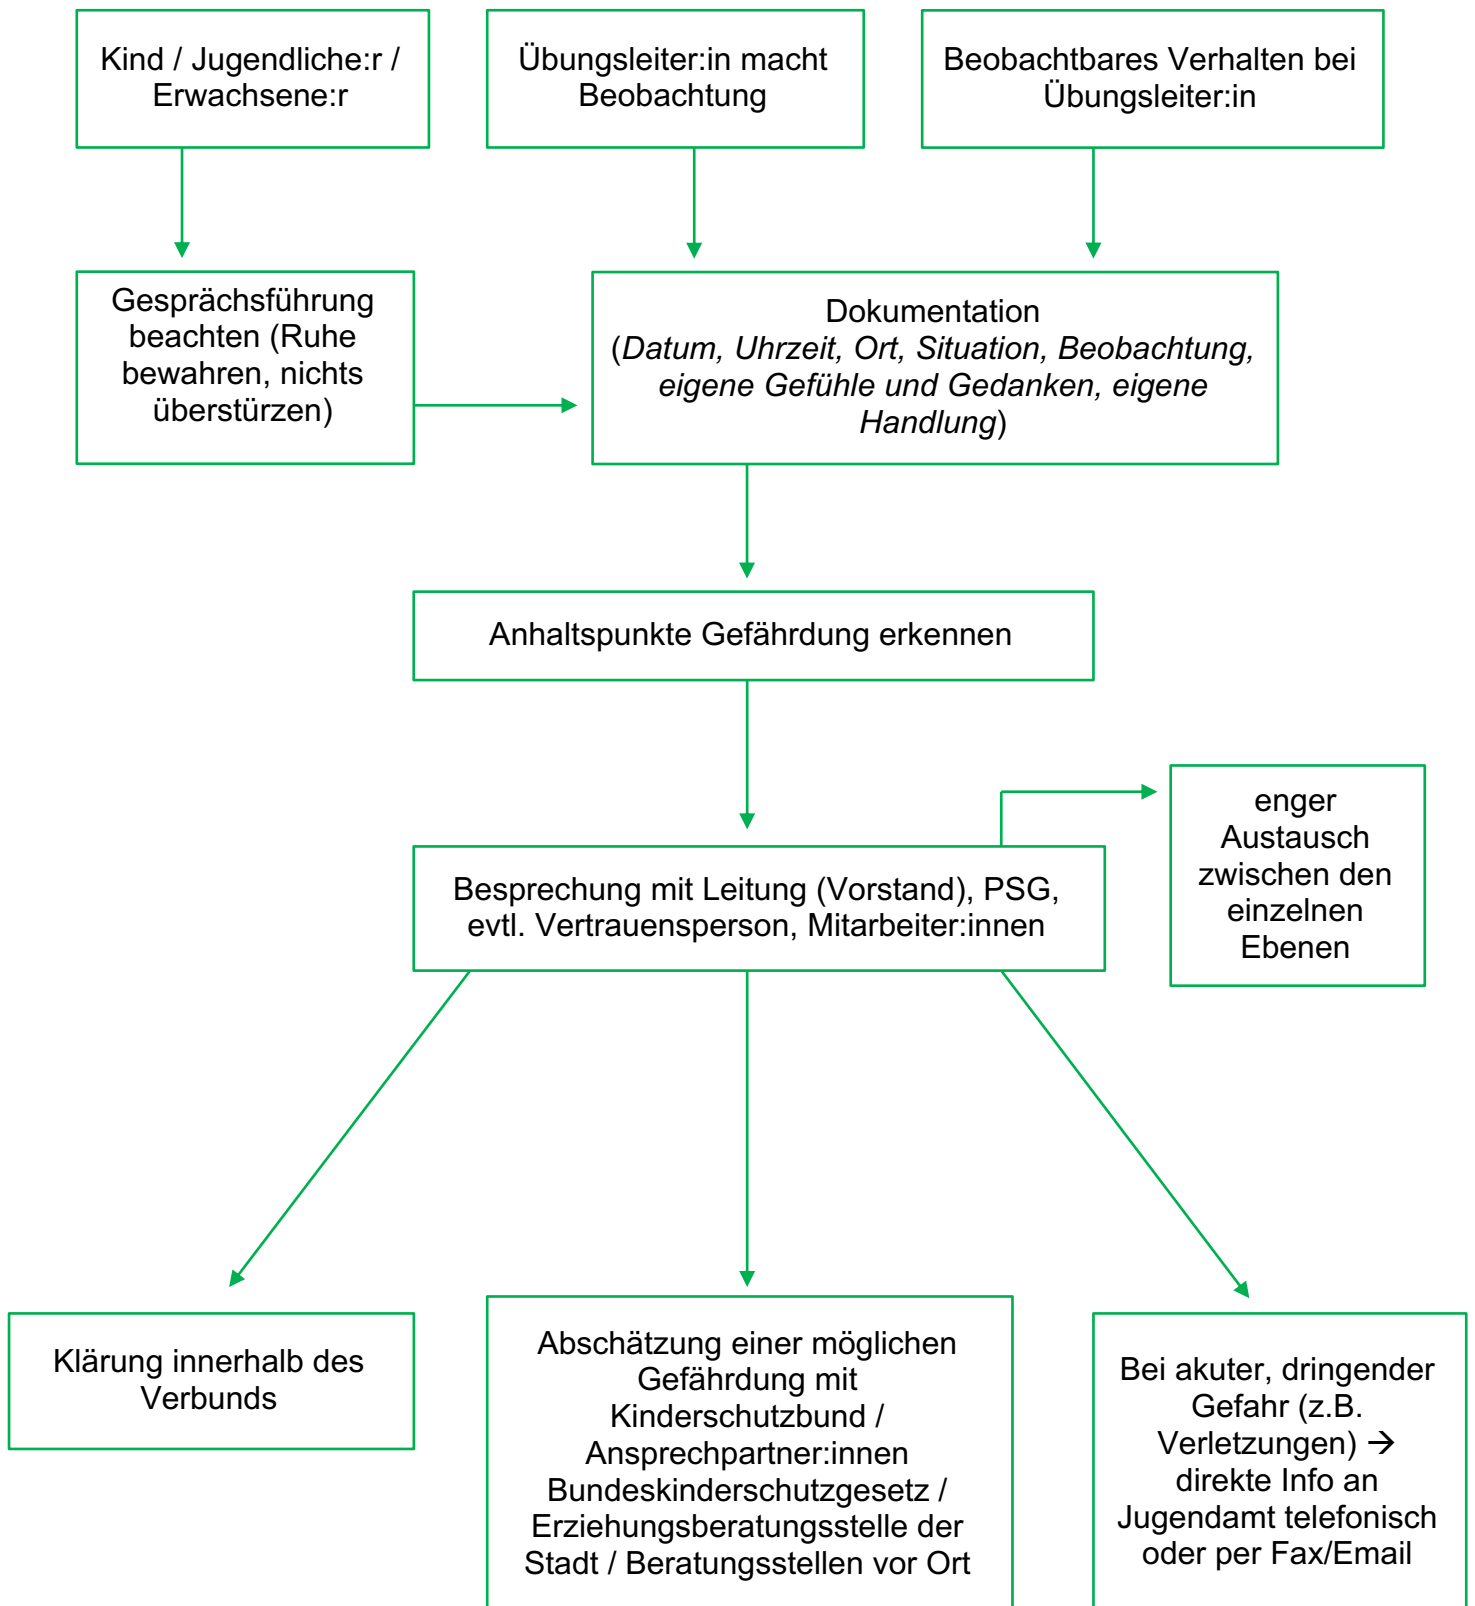 Kind / Jugendliche:r /
Erwachsene:r
Übungsleiter:in macht
Beobachtung
Beobachtbares Verhalten bei
Übungsleiter:in
Gesprächsführung
beachten (Ruhe
bewahren, nichts
überstürzen)
Dokumentation
(Datum, Uhrzeit, Ort, Situation, Beobachtung,
eigene Gefühle und Gedanken, eigene
Handlung)
Anhaltspunkte Gefährdung erkennen
enger
Austausch
zwischen den
einzelnen
Ebenen
Besprechung mit Leitung (Vorstand), PSG,
evtl. Vertrauensperson, Mitarbeiter:innen
Klärung innerhalb des
Verbunds
Abschätzung einer möglichen
Gefährdung mit
Kinderschutzbund /
Ansprechpartner:innen
Bundeskinderschutzgesetz /
Erziehungsberatungsstelle der
Stadt / Beratungsstellen vor Ort
Bei akuter, dringender
Gefahr (z.B.
Verletzungen) →
direkte Info an
Jugendamt telefonisch
oder per Fax/Email